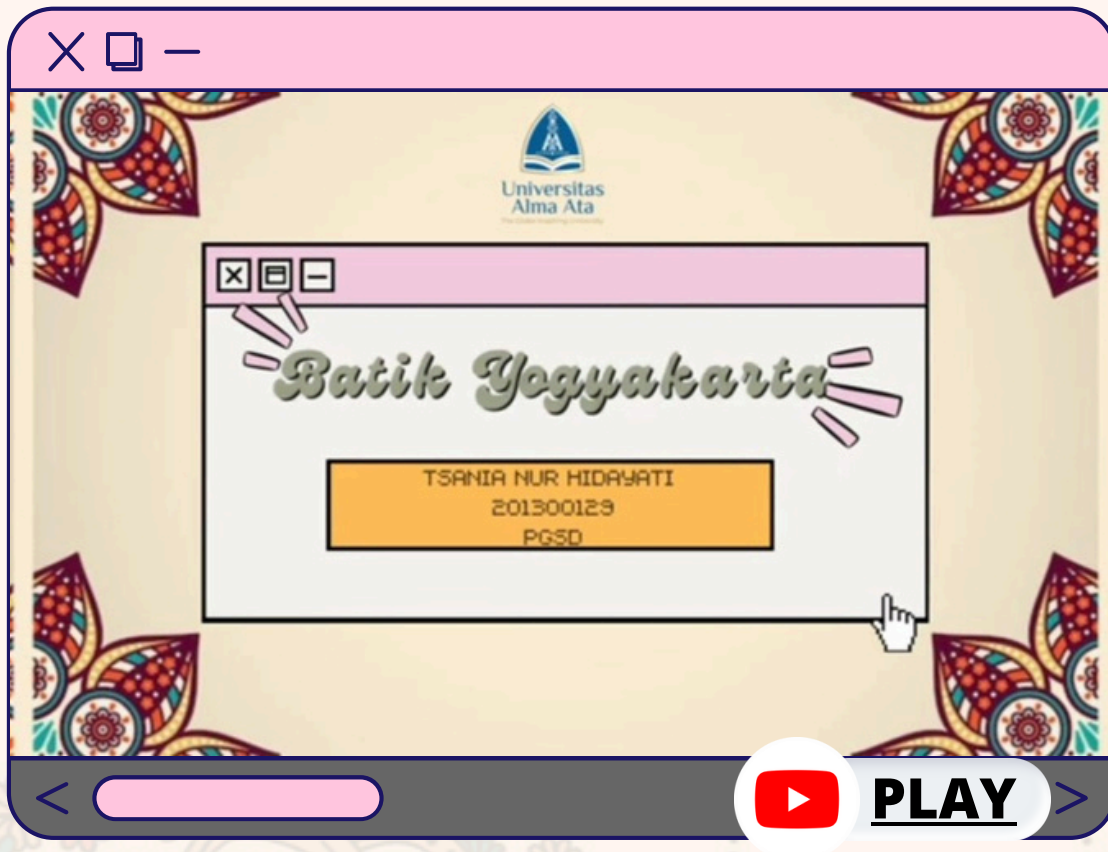 Universitas
Alma Ata
Batik Yogyakarta
TSANIA NUR HIDAYATI
201300129
PGSD
PLAY